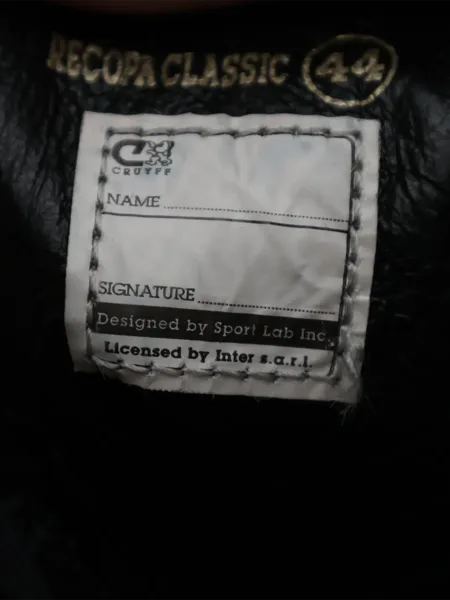 RECOPA CLASSIC 44
CRUYFF
NAME
SIGNATURE
Designed by Sport Lab Inc.
Licensed by Inter s.a.r.l.